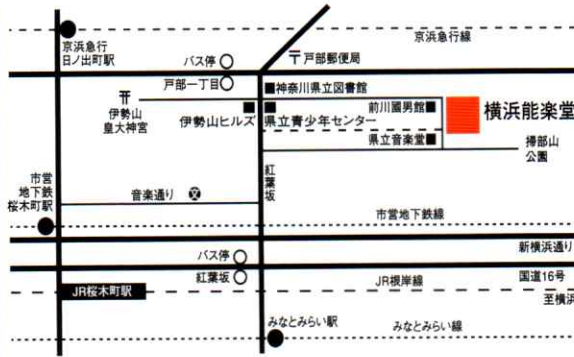 京浜急行線
京浜急行
日ノ出町駅
バス停
戸部郵便局
戸部一丁目
神奈川県立図書館
伊勢山
皇大神宮
伊勢山ヒルズ
県立青少年センター
前川國男館
横浜能楽堂
県立音楽堂
掃部山
公園
紅葉坂
市営
地下鉄
桜木町駅
音楽通り
文
市営地下鉄線
新横浜通り
バス停
紅葉坂
JR根岸線
国道16号
JR桜木町駅
至横浜
みなとみらい駅
みなとみらい線